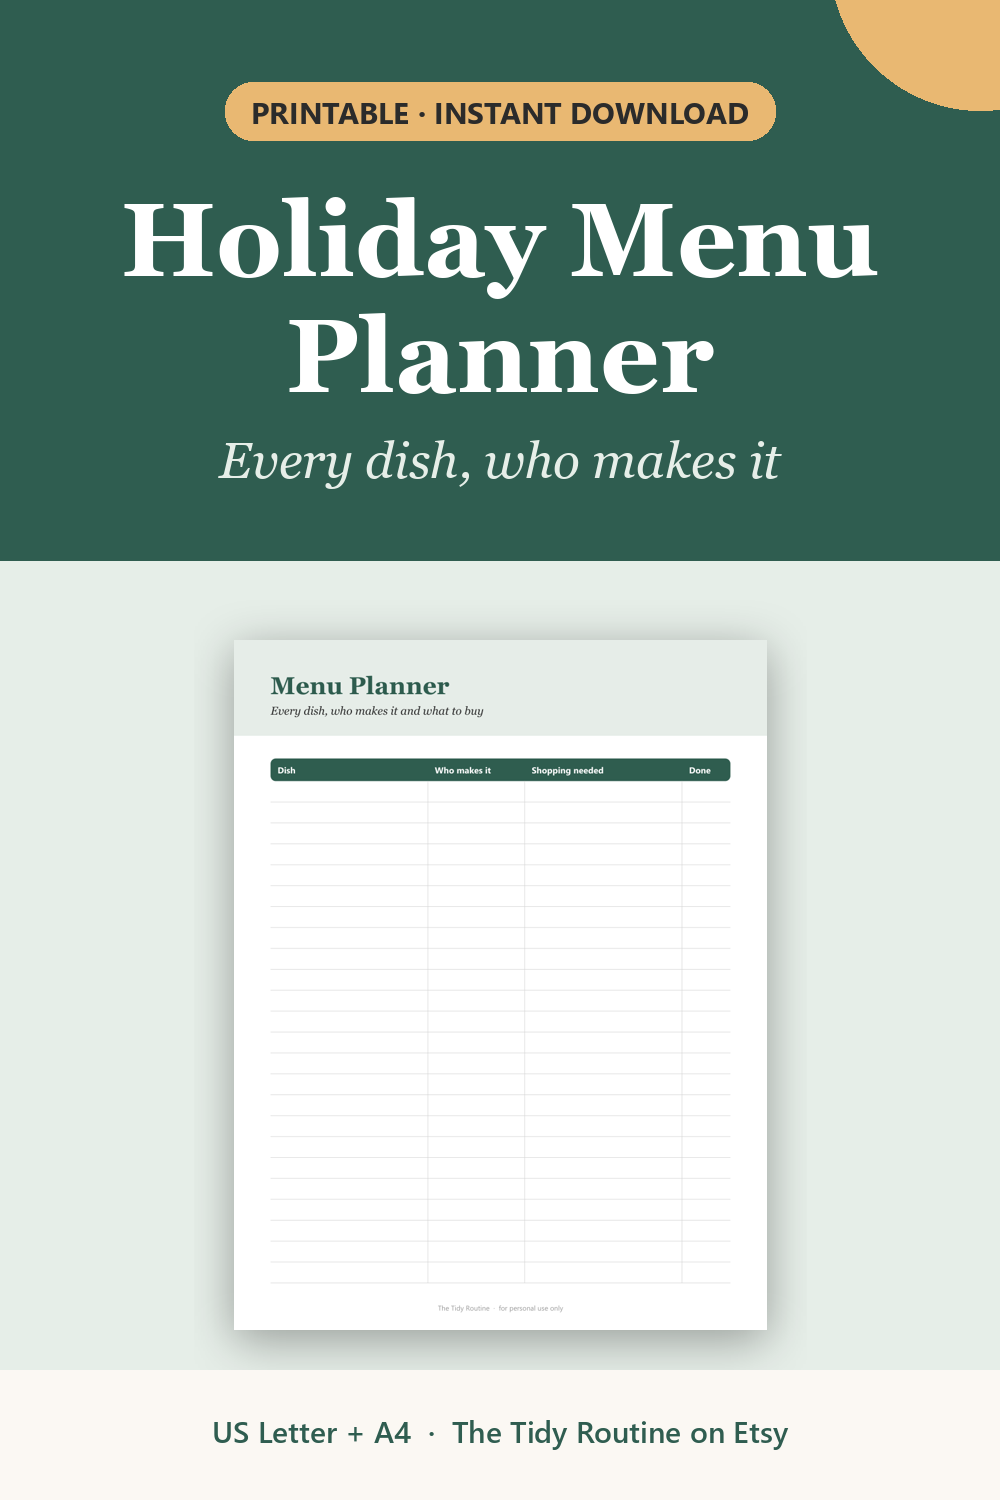 PRINTABLE · INSTANT DOWNLOAD
Holiday Menu
Planner
Every dish, who makes it
Menu Planner
Every dish, who makes it and what to buy
Dish Who makes it Shopping needed Done
The Tidy Routine · for personal use only
US Letter + A4 · The Tidy Routine on Etsy